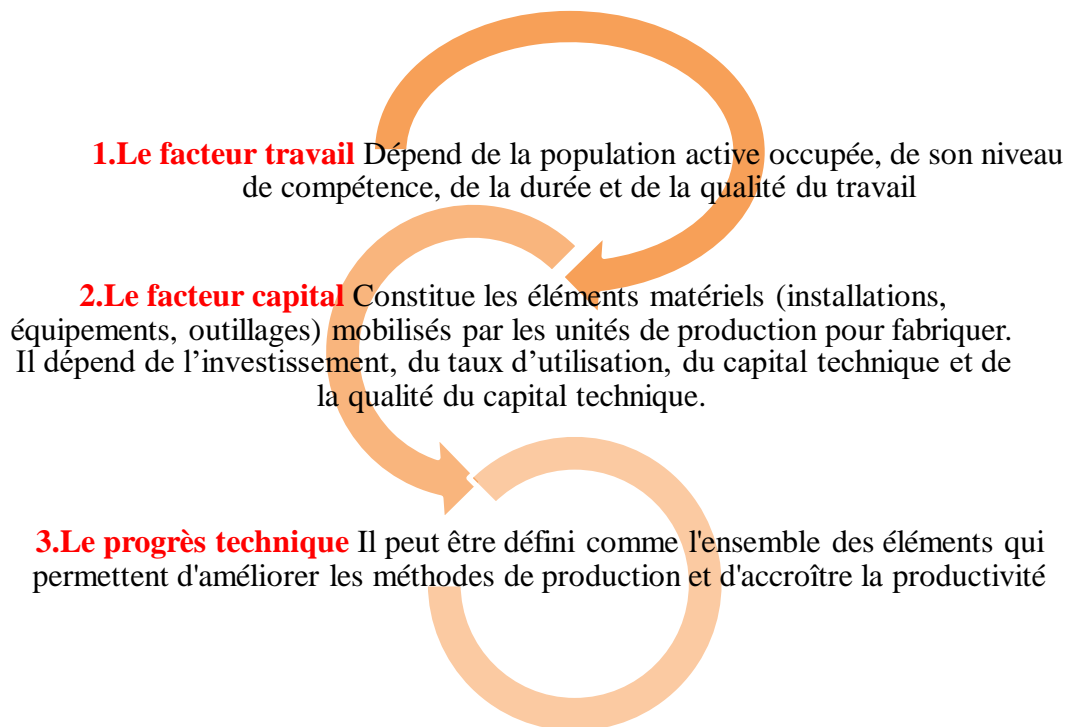 1.Le facteur travail Dépend de la population active occupée, de son niveau
de compétence, de la durée et de la qualité du travail
2.Le facteur capital Constitue les éléments matériels (installations,
équipements, outillages) mobilisés par les unités de production pour fabriquer.
Il dépend de l’investissement, du taux d’utilisation, du capital technique et de
la qualité du capital technique.
3.Le progrès technique Il peut être défini comme l'ensemble des éléments qui
permettent d'améliorer les méthodes de production et d'accroître la productivité